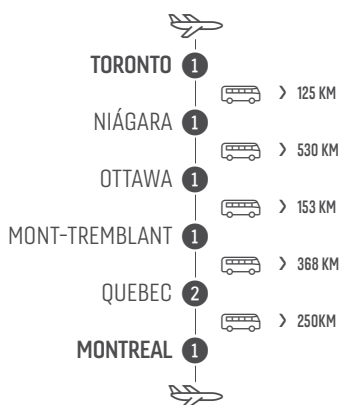 TORONTO 1
> 125 KM
NIÁGARA 1
> 530 KM
OTTAWA 1
> 153 KM
MONT-TREMBLANT 1
> 368 KM
QUEBEC 2
> 250KM
MONTREAL 1